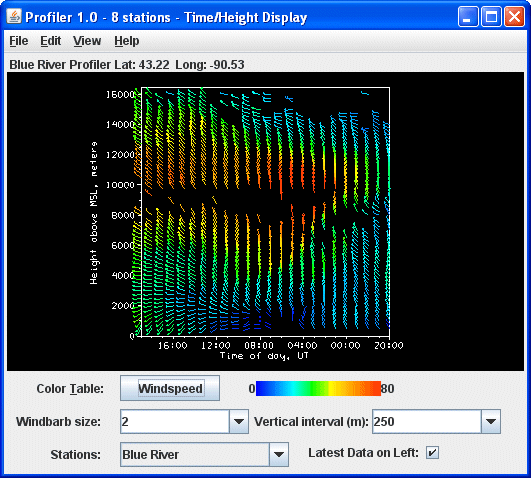 Profiler 1.0 - 8 stations - Time/Height Display
File Edit View Help
Blue River Profiler Lat: 43.22 Long: -90.53
16000
14000
12000
10000
8000
6000
4000
2000
0
Height above MSL, meters
16:00 12:00 08:00 04:00 00:00 20:00
Time of day, UT
Color Table: Windspeed 0 80
Windbarb size: 2 Vertical interval (m): 250
Stations: Blue River Latest Data on Left: